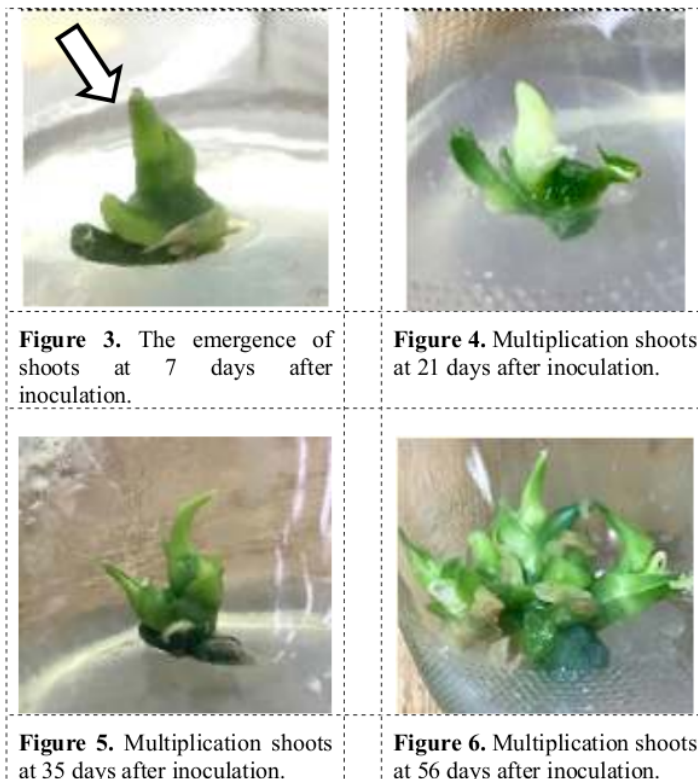 Figure 3. The emergence of
shoots at 7 days after
inoculation.
Figure 4. Multiplication shoots
at 21 days after inoculation.
Figure 5. Multiplication shoots
at 35 days after inoculation.
Figure 6. Multiplication shoots
at 56 days after inoculation.